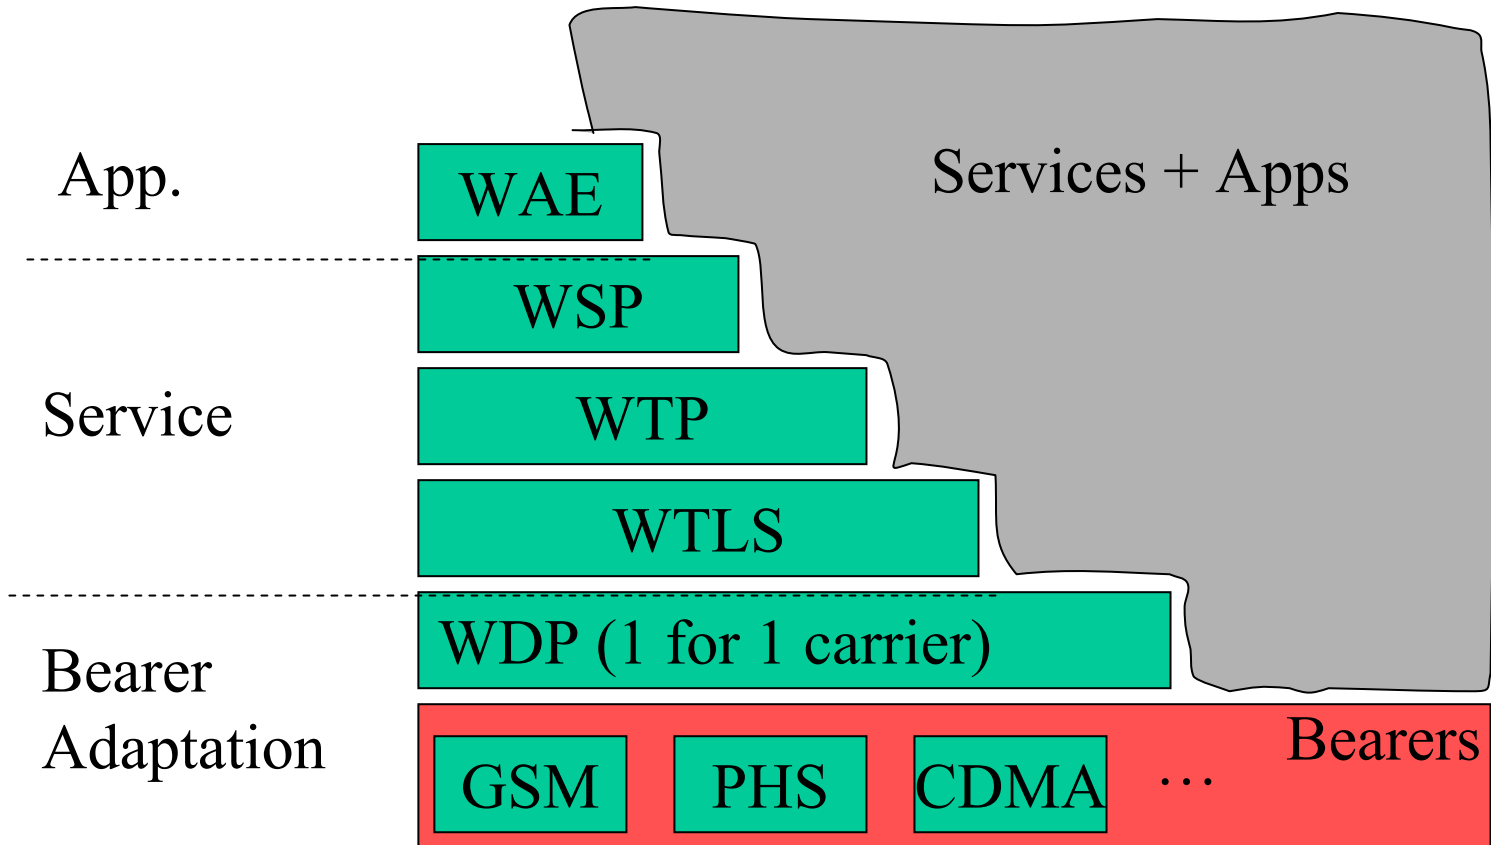 App.
WAE
Services + Apps
WSP
Service
WTP
WTLS
WDP (1 for 1 carrier)
Bearer
Adaptation
Bearers
GSM
PHS
CDMA
…